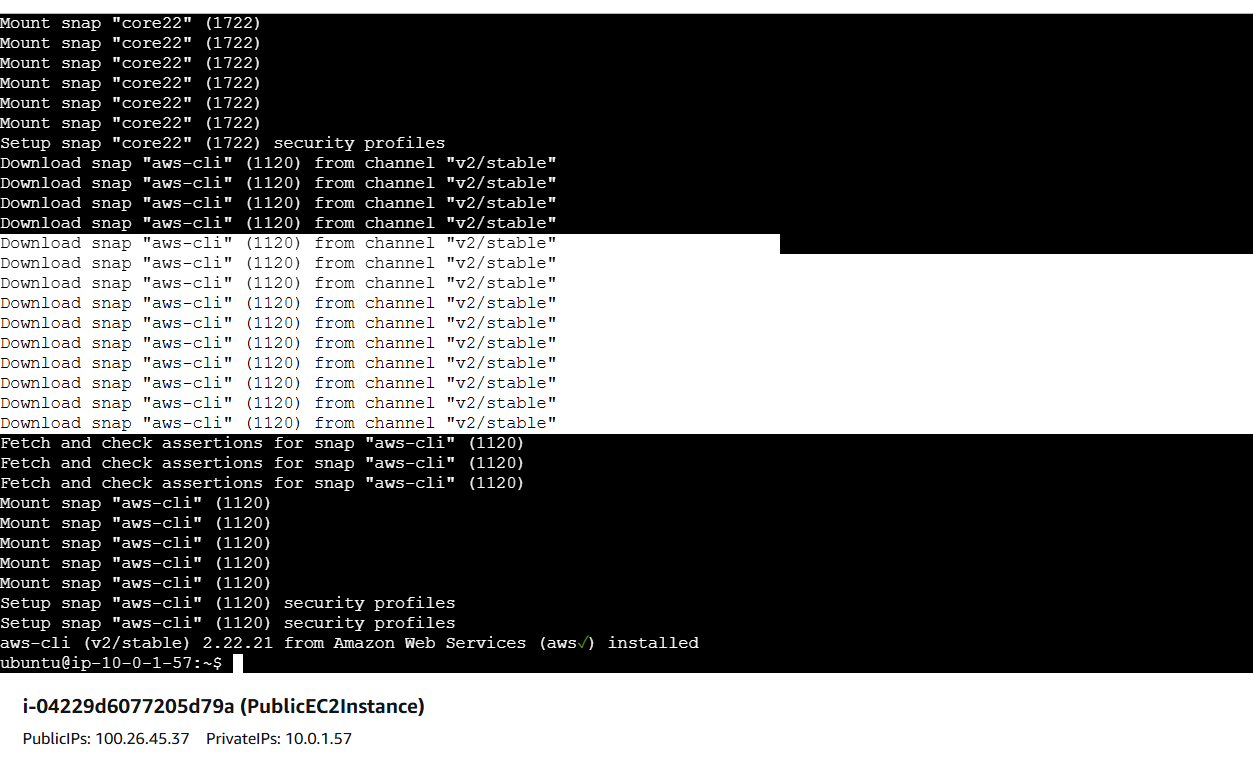 Mount snap "core22" (1722)
Mount snap "core22" (1722)
Mount snap "core22" (1722)
Mount snap "core22" (1722)
Mount snap "core22" (1722)
Mount snap "core22" (1722)
Setup snap "core22" (1722) security profiles
Download snap "aws-cli" (1120) from channel "v2/stable"
Download snap "aws-cli" (1120) from channel "v2/stable"
Download snap "aws-cli" (1120) from channel "v2/stable"
Download snap "aws-cli" (1120) from channel "v2/stable"
Download snap "aws-cli" (1120) from channel "v2/stable"
Download snap "aws-cli" (1120) from channel "v2/stable"
Download snap "aws-cli" (1120) from channel "v2/stable"
Download snap "aws-cli" (1120) from channel "v2/stable"
Download snap "aws-cli" (1120) from channel "v2/stable"
Download snap "aws-cli" (1120) from channel "v2/stable"
Download snap "aws-cli" (1120) from channel "v2/stable"
Download snap "aws-cli" (1120) from channel "v2/stable"
Download snap "aws-cli" (1120) from channel "v2/stable"
Download snap "aws-cli" (1120) from channel "v2/stable"
Fetch and check assertions for snap "aws-cli" (1120)
Fetch and check assertions for snap "aws-cli" (1120)
Fetch and check assertions for snap "aws-cli" (1120)
Mount snap "aws-cli" (1120)
Mount snap "aws-cli" (1120)
Mount snap "aws-cli" (1120)
Mount snap "aws-cli" (1120)
Mount snap "aws-cli" (1120)
Setup snap "aws-cli" (1120) security profiles
Setup snap "aws-cli" (1120) security profiles
aws-cli (v2/stable) 2.22.21 from Amazon Web Services (aws✓) installed
ubuntu@ip-10-0-1-57:~$
i-04229d6077205d79a (PublicEC2Instance)
PublicIPs: 100.26.45.37 PrivateIPs: 10.0.1.57